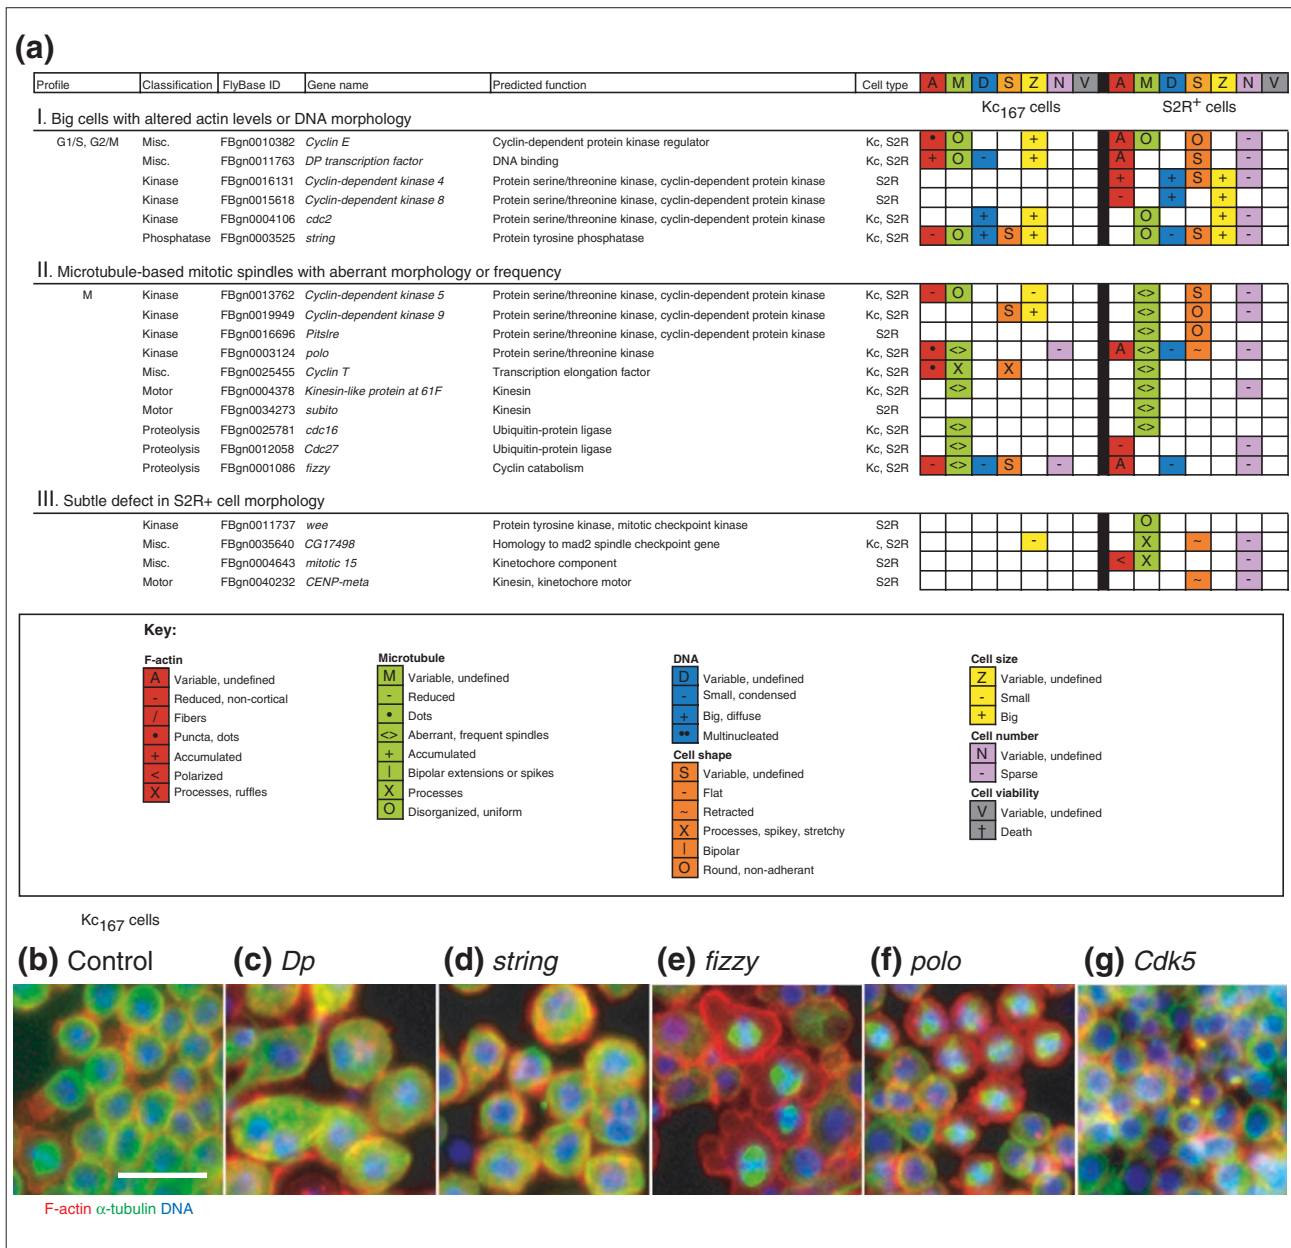 (a)
Profile Classification FlyBase ID Gene name Predicted function Cell type A M D S Z N V A M D S Z N V
Kc167 cells S2R+ cells
I. Big cells with altered actin levels or DNA morphology
G1/S, G2/M Misc. FBgn0010382 Cyclin E Cyclin-dependent protein kinase regulator Kc, S2R • O + A O O -
Misc. FBgn0011763 DP transcription factor DNA binding Kc, S2R + O - + A S -
Kinase FBgn0016131 Cyclin-dependent kinase 4 Protein serine/threonine kinase, cyclin-dependent protein kinase S2R + + S + -
Kinase FBgn0015618 Cyclin-dependent kinase 8 Protein serine/threonine kinase, cyclin-dependent protein kinase S2R - + +
Kinase FBgn0004106 cdc2 Protein serine/threonine kinase, cyclin-dependent protein kinase Kc, S2R + + O + -
Phosphatase FBgn0003525 string Protein tyrosine phosphatase Kc, S2R - O + S + O - S + -
II. Microtubule-based mitotic spindles with aberrant morphology or frequency
M Kinase FBgn0013762 Cyclin-dependent kinase 5 Protein serine/threonine kinase, cyclin-dependent protein kinase Kc, S2R - O - <> S -
Kinase FBgn0019949 Cyclin-dependent kinase 9 Protein serine/threonine kinase, cyclin-dependent protein kinase Kc, S2R S + <> O -
Kinase FBgn0016696 Pitslre Protein serine/threonine kinase, cyclin-dependent protein kinase S2R <> O
Kinase FBgn0003124 polo Protein serine/threonine kinase Kc, S2R • <> - A <> - ~ -
Misc. FBgn0025455 Cyclin T Transcription elongation factor Kc, S2R • X X <>
Motor FBgn0004378 Kinesin-like protein at 61F Kinesin Kc, S2R <> <> -
Motor FBgn0034273 subito Kinesin S2R <>
Proteolysis FBgn0025781 cdc16 Ubiquitin-protein ligase Kc, S2R <> <>
Proteolysis FBgn0012058 Cdc27 Ubiquitin-protein ligase Kc, S2R <> - -
Proteolysis FBgn0001086 fizzy Cyclin catabolism Kc, S2R - <> - S - A - -
III. Subtle defect in S2R+ cell morphology
Kinase FBgn0011737 wee Protein tyrosine kinase, mitotic checkpoint kinase S2R O
Misc. FBgn0035640 CG17498 Homology to mad2 spindle checkpoint gene Kc, S2R - X ~ -
Misc. FBgn0004643 mitotic 15 Kinetochore component S2R < X -
Motor FBgn0040232 CENP-meta Kinesin, kinetochore motor S2R ~ -
Key:
F-actin
A Variable, undefined
- Reduced, non-cortical
/ Fibers
• Puncta, dots
+ Accumulated
< Polarized
X Processes, ruffles
Microtubule
M Variable, undefined
- Reduced
• Dots
<> Aberrant, frequent spindles
+ Accumulated
| Bipolar extensions or spikes
X Processes
O Disorganized, uniform
DNA
D Variable, undefined
- Small, condensed
+ Big, diffuse
•• Multinucleated
Cell shape
S Variable, undefined
- Flat
~ Retracted
X Processes, spikey, stretchy
| Bipolar
O Round, non-adherant
Cell size
Z Variable, undefined
- Small
+ Big
Cell number
N Variable, undefined
- Sparse
Cell viability
V Variable, undefined
† Death
Kc167 cells
(b) Control (c) Dp (d) string (e) fizzy (f) polo (g) Cdk5
F-actin α-tubulin DNA